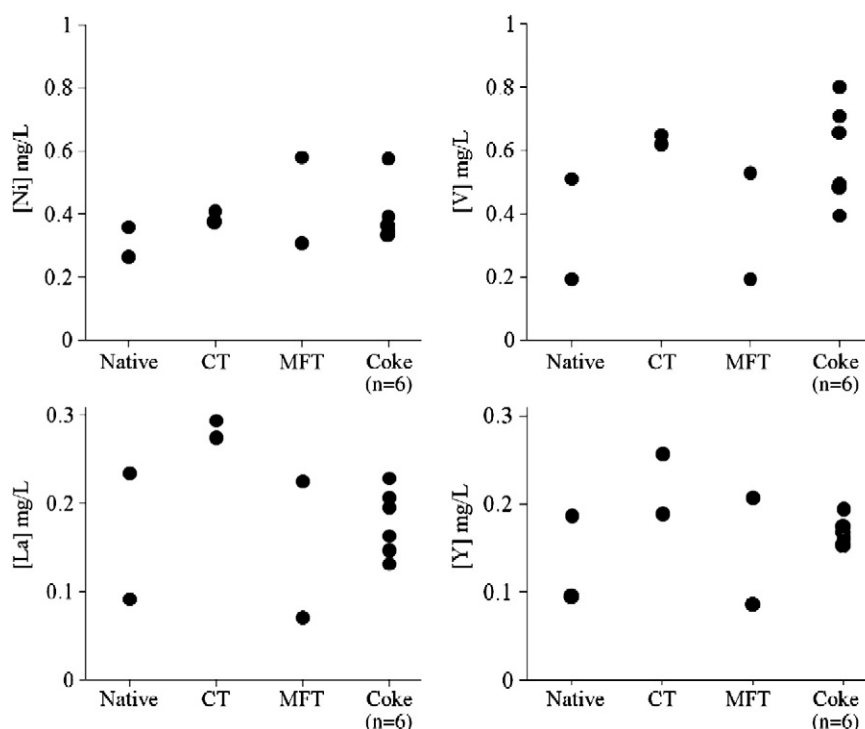 [Ni] mg/L
1
0.8
0.6
0.4
0.2
0
Native CT MFT Coke
(n=6)
[V] mg/L
1
0.8
0.6
0.4
0.2
0
Native CT MFT Coke
(n=6)
[La] mg/L
0.3
0.2
0.1
0
Native CT MFT Coke
(n=6)
[Y] mg/L
0.3
0.2
0.1
0
Native CT MFT Coke
(n=6)